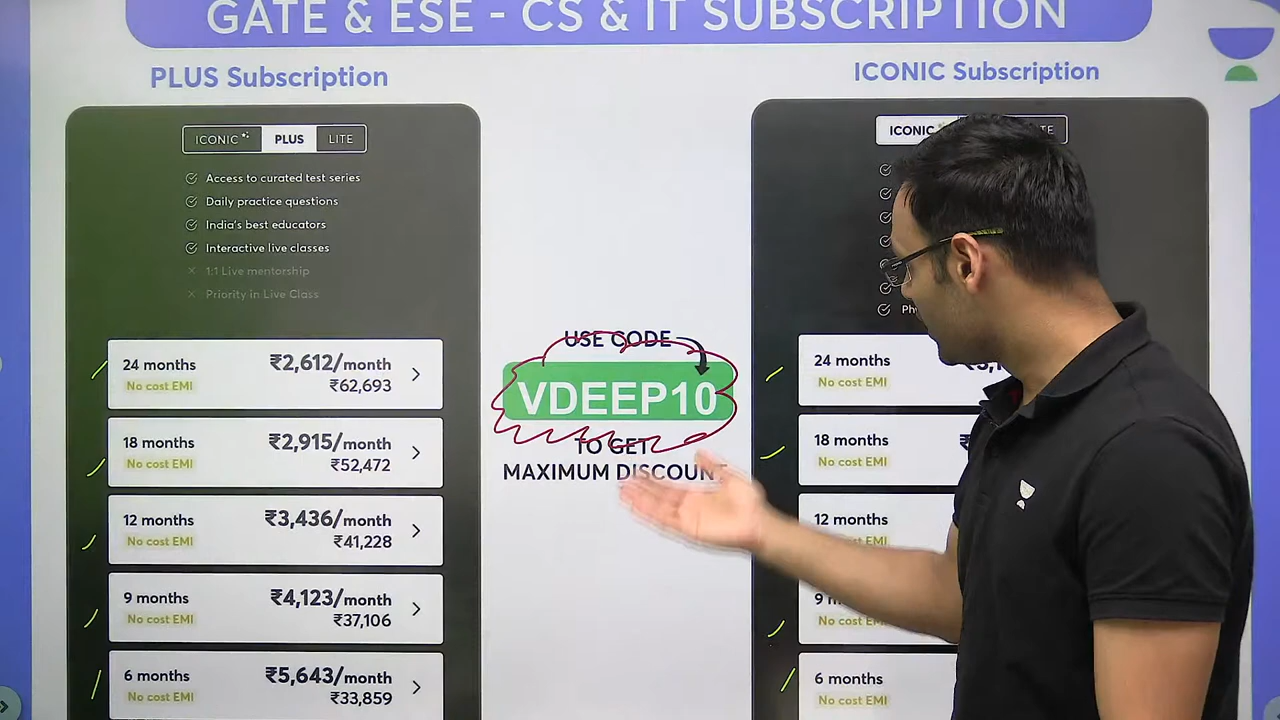 GATE & ESE - CS & IT SUBSCRIPTION
PLUS Subscription
ICONIC PLUS LITE
Access to curated test series
Daily practice questions
India's best educators
Interactive live classes
1:1 Live mentorship
Priority in Live Class
24 months ₹2,612/month
No cost EMI ₹62,693
18 months ₹2,915/month
No cost EMI ₹52,472
12 months ₹3,436/month
No cost EMI ₹41,228
9 months ₹4,123/month
No cost EMI ₹37,106
6 months ₹5,643/month
No cost EMI ₹33,859
USE CODE
VDEEP10
TO GET
MAXIMUM DISCOUNT
ICONIC Subscription
ICONIC
24 months
No cost EMI
18 months
No cost EMI
12 months
No cost EMI
9
No cost EMI
6 months
No cost EMI